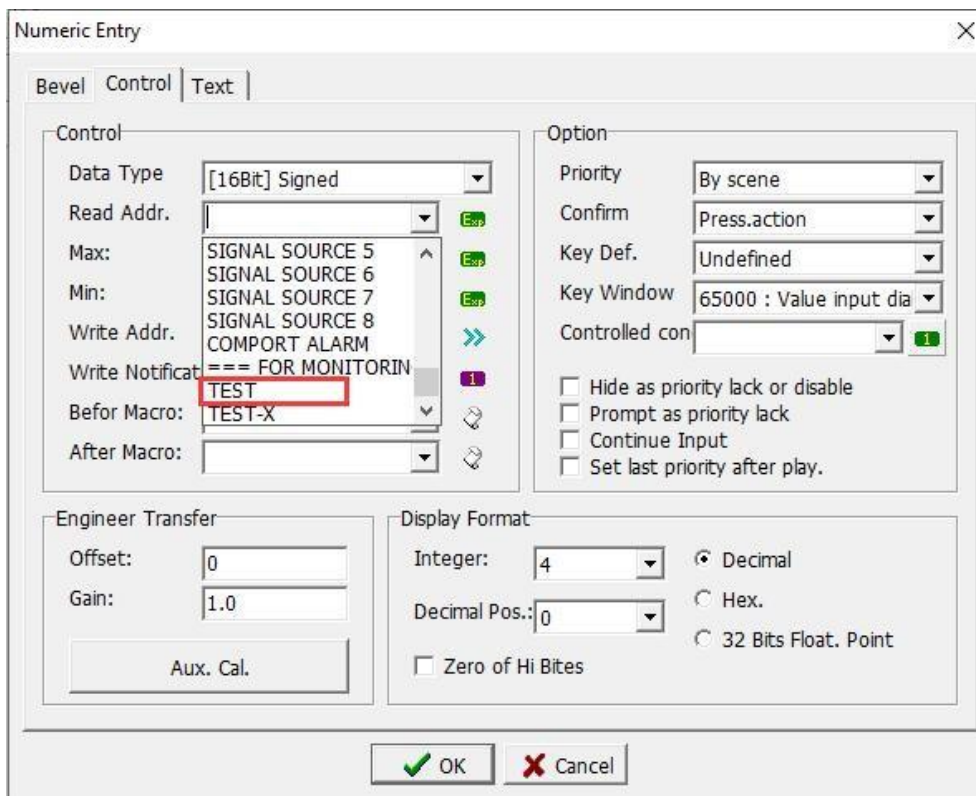 Numeric Entry
Bevel Control Text
Control
Data Type [16Bit] Signed
Read Addr. Exp
Max: Exp
Min: Exp
Write Addr.
Write Notificat 1
Befor Macro:
After Macro:
SIGNAL SOURCE 5
SIGNAL SOURCE 6
SIGNAL SOURCE 7
SIGNAL SOURCE 8
COMPORT ALARM
=== FOR MONITORIN
TEST
TEST-X
Option
Priority By scene
Confirm Press.action
Key Def. Undefined
Key Window 65000 : Value input dia
Controlled con 1
Hide as priority lack or disable
Prompt as priority lack
Continue Input
Set last priority after play.
Engineer Transfer
Offset: 0
Gain: 1.0
Aux. Cal.
Display Format
Integer: 4
Decimal Pos.: 0
Zero of Hi Bites
Decimal
Hex.
32 Bits Float. Point
OK Cancel